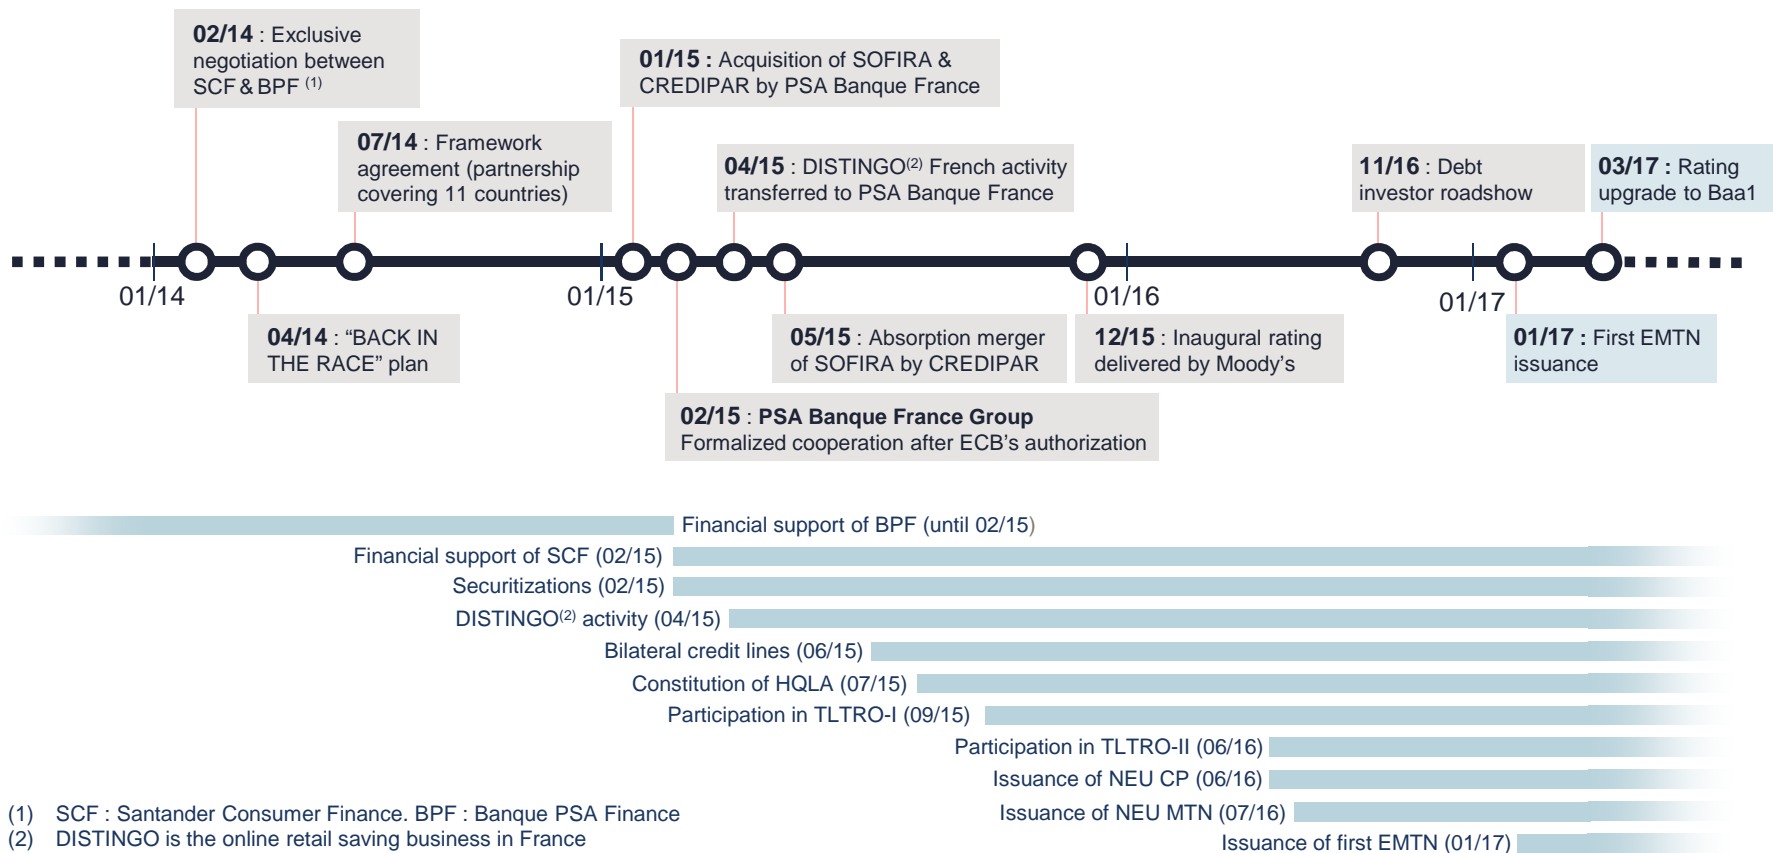 02/14 : Exclusive
negotiation between
SCF & BPF (1)
01/15 : Acquisition of SOFIRA &
CREDIPAR by PSA Banque France
07/14 : Framework
agreement (partnership
covering 11 countries)
04/15 : DISTINGO(2) French activity
transferred to PSA Banque France
11/16 : Debt
investor roadshow
03/17 : Rating
upgrade to Baa1
01/14
01/15
01/16
01/17
04/14 : “BACK IN
THE RACE” plan
05/15 : Absorption merger
of SOFIRA by CREDIPAR
12/15 : Inaugural rating
delivered by Moody’s
01/17 : First EMTN
issuance
02/15 : PSA Banque France Group
Formalized cooperation after ECB’s authorization
Financial support of BPF (until 02/15)
Financial support of SCF (02/15)
Securitizations (02/15)
DISTINGO(2) activity (04/15)
Bilateral credit lines (06/15)
Constitution of HQLA (07/15)
Participation in TLTRO-I (09/15)
Participation in TLTRO-II (06/16)
Issuance of NEU CP (06/16)
Issuance of NEU MTN (07/16)
Issuance of first EMTN (01/17)
(1) SCF : Santander Consumer Finance. BPF : Banque PSA Finance
(2) DISTINGO is the online retail saving business in France